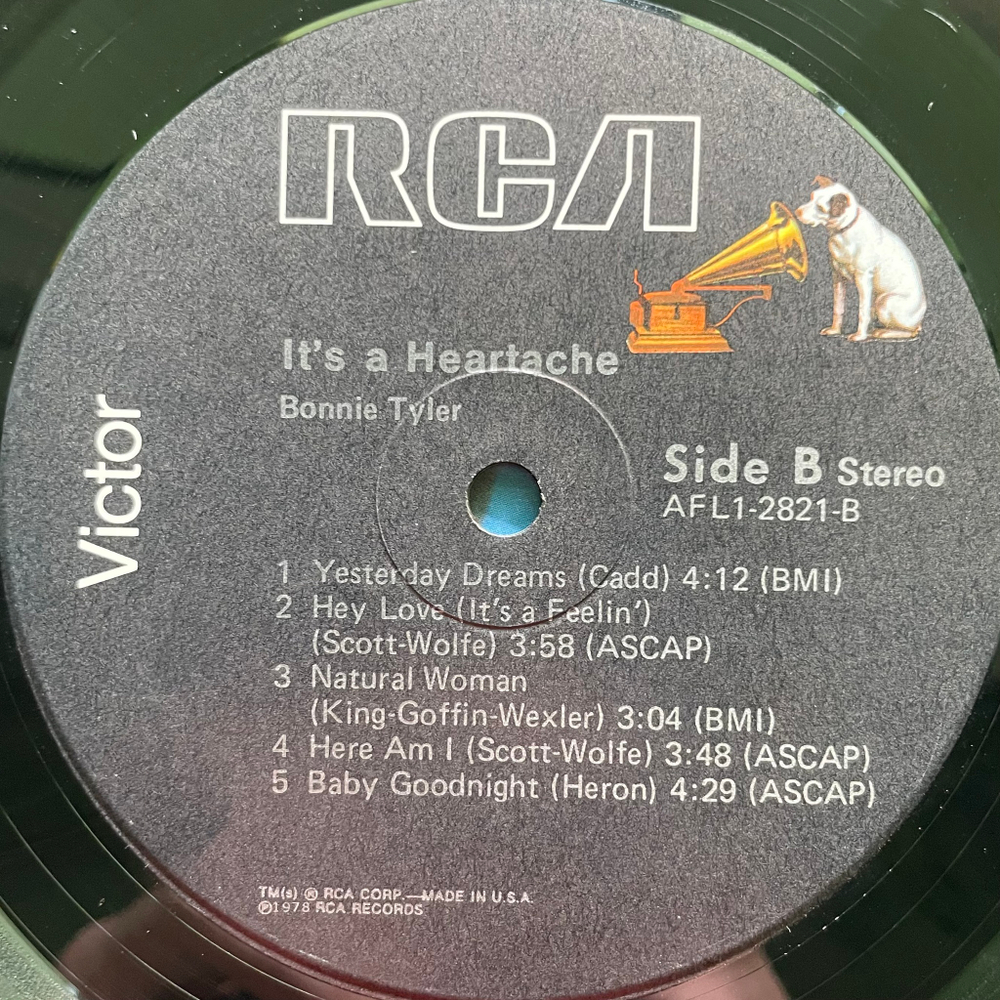 RCA
It's a Heartache
Bonnie Tyler
Victor
Side B Stereo
AFL1-2821-B
1 Yesterday Dreams (Cadd) 4:12 (BMI)
2 Hey Love (It's a Feelin')
(Scott-Wolfe) 3:58 (ASCAP)
3 Natural Woman
(King-Goffin-Wexler) 3:04 (BMI)
4 Here Am I (Scott-Wolfe) 3:48 (ASCAP)
5 Baby Goodnight (Heron) 4:29 (ASCAP)
TM(s) ® RCA CORP.—MADE IN U.S.A.
℗1978 RCA RECORDS